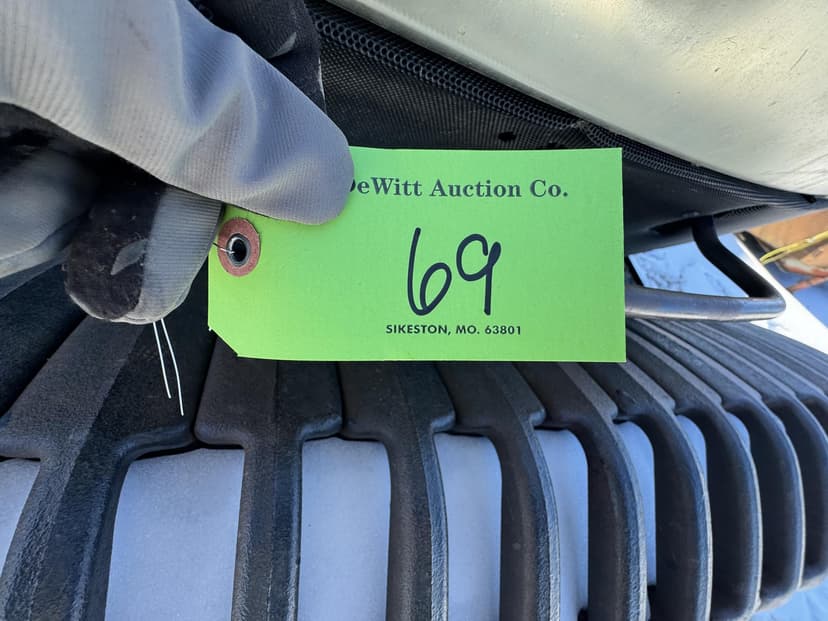 DeWitt Auction Co.
69
SIKESTON, MO. 63801